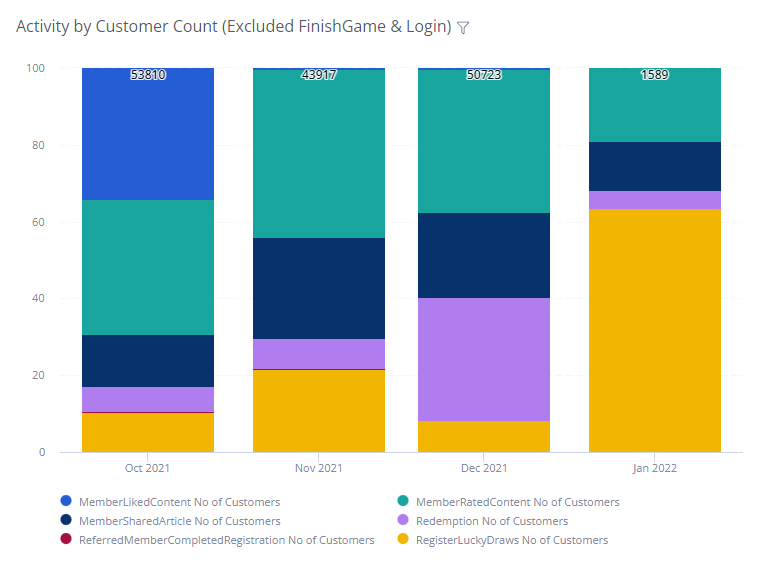 Activity by Customer Count (Excluded FinishGame & Login)
100
80
60
40
20
0
53810
43917
50723
1589
Oct 2021
Nov 2021
Dec 2021
Jan 2022
MemberLikedContent No of Customers
MemberRatedContent No of Customers
MemberSharedArticle No of Customers
Redemption No of Customers
ReferredMemberCompletedRegistration No of Customers
RegisterLuckyDraws No of Customers